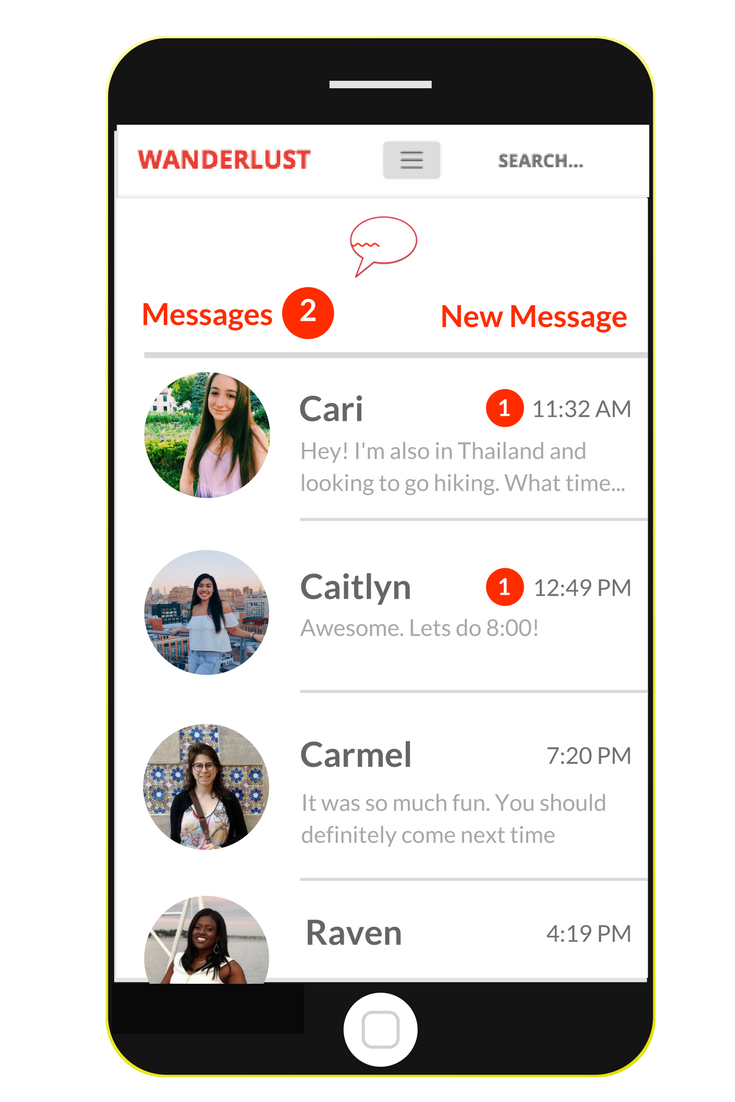 WANDERLUST SEARCH...
Messages 2 New Message
Cari 1 11:32 AM
Hey! I'm also in Thailand and
looking to go hiking. What time...
Caitlyn 1 12:49 PM
Awesome. Lets do 8:00!
Carmel 7:20 PM
It was so much fun. You should
definitely come next time
Raven 4:19 PM